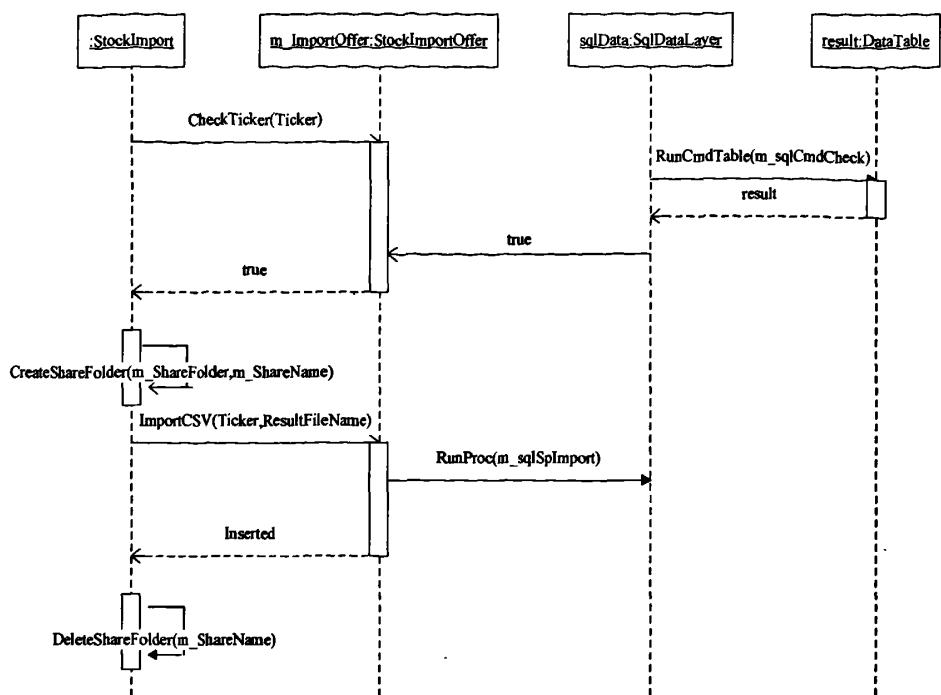 :StockImport
m_ImportOffer:StockImportOffer
sqlData:SqlDataLayer
result:DataTable
CheckTicker(Ticker)
RunCmdTable(m_sqlCmdCheck)
result
true
true
CreateShareFolder(m_ShareFolder,m_ShareName)
ImportCSV(Ticker,ResultFileName)
RunProc(m_sqlSpImport)
Inserted
DeleteShareFolder(m_ShareName)